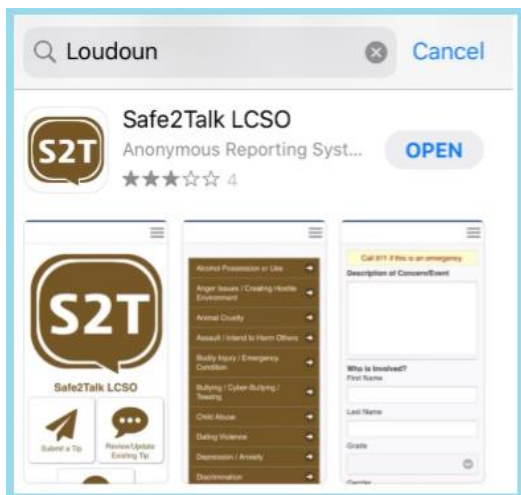 Loudoun
Cancel
Safe2Talk LCSO
Anonymous Reporting Syst...
OPEN
4
S2T
S2T
Safe2Talk LCSO
Submit a Tip
Review/Update
Existing Tip
Alcohol Possession or Use
Anger Issues / Creating Hostile
Environment
Animal Cruelty
Assault / Intend to Harm Others
Bodily Injury / Emergency
Condition
Bullying / Cyber-Bullying /
Teasing
Child Abuse
Dating Violence
Depression / Anxiety
Discrimination
Call 911 if this is an emergency.
Description of Concern/Event
Who is Involved?
First Name
Last Name
Grade
Gender